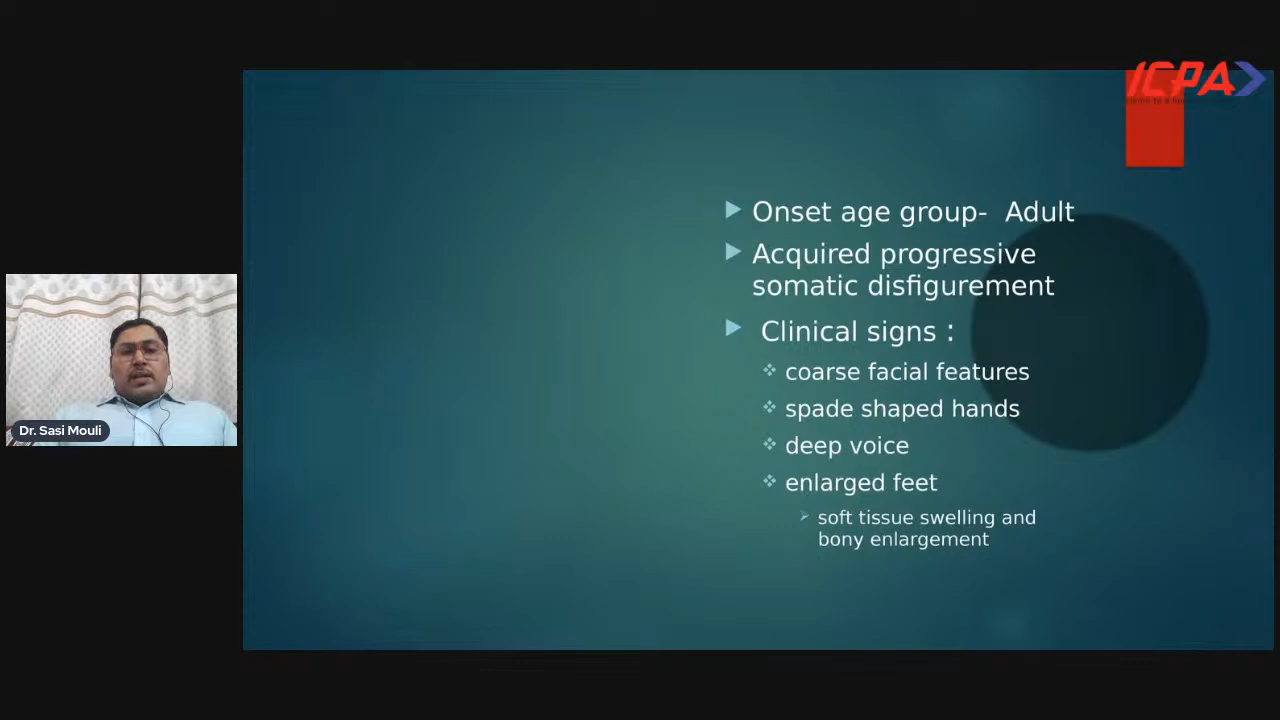 ICPA
Onset age group-  Adult
Acquired progressive
somatic disfigurement
Clinical signs :
coarse facial features
spade shaped hands
deep voice
enlarged feet
soft tissue swelling and
bony enlargement
Dr. Sasi Mouli